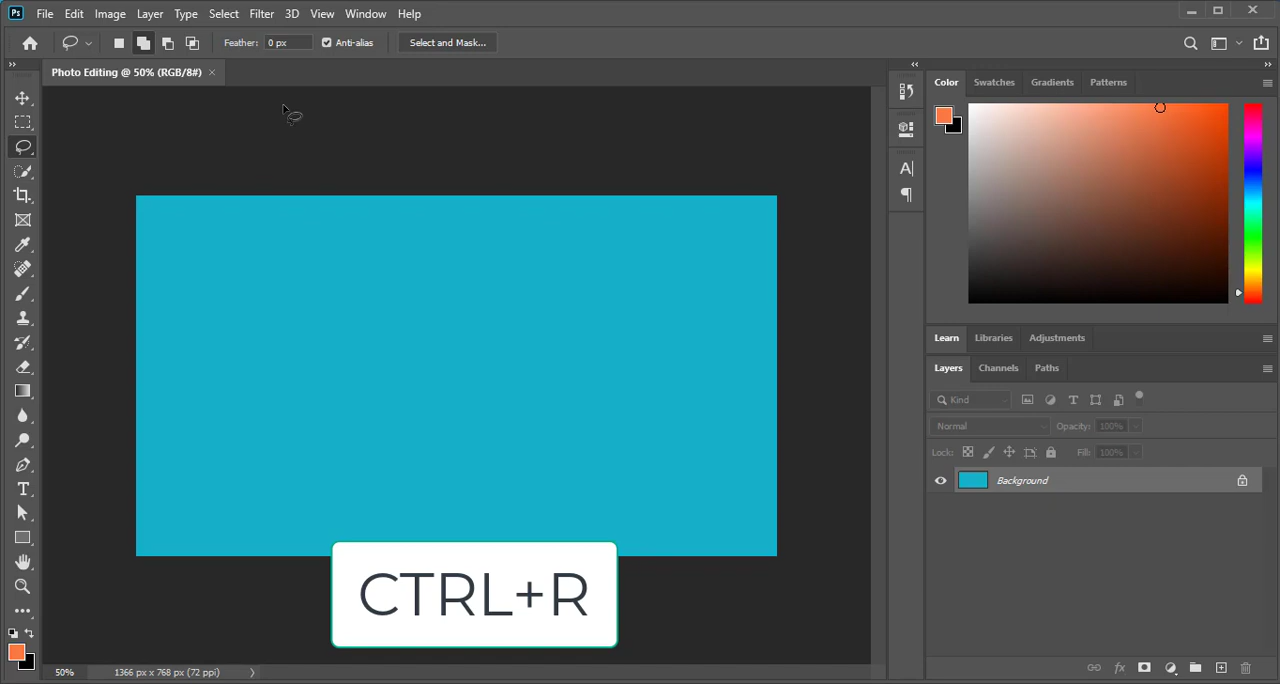 Ps File Edit Image Layer Type Select Filter 3D View Window Help
Feather: 0 px Anti-alias Select and Mask...
Photo Editing @ 50% (RGB/8#) ×
Color Swatches Gradients Patterns
Learn Libraries Adjustments
Layers Channels Paths
Kind
Normal Opacity: 100%
Lock: Fill: 100%
Background
CTRL+R
50% 1366 px x 768 px (72 ppi)